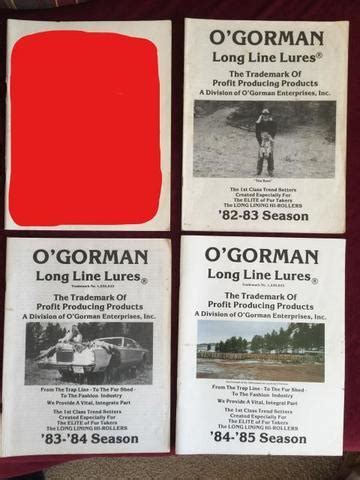 O'GORMAN
Long Line Lures®
The Trademark Of
Profit Producing Products
A Division of O'Gorman Enterprises, Inc.
The 1st Class Trend Setters
Created Especially For
The ELITE of Fur Takers
The LONG LINING HI-ROLLERS
'82-83 Season
O'GORMAN
Long Line Lures®
The Trademark Of
Profit Producing Products
A Division of O'Gorman Enterprises, Inc.
From The Trap Line - To The Fur Shed -
To The Fashion Industry
We Provide A Vital, Integrate Part
The 1st Class Trend Setters
Created Especially For
The ELITE of Fur Takers
The LONG LINING HI-ROLLERS
'83-'84 Season
O'GORMAN
Long Line Lures®
The Trademark Of
Profit Producing Products
A Division of O'Gorman Enterprises, Inc.
From The Trap Line - To The Fur Shed -
To The Fashion Industry
We Provide A Vital, Integral Part
The 1st Class Trend Setters
Created Especially For
The ELITE of Fur Takers
The LONG LINING HI-ROLLERS
'84-'85 Season